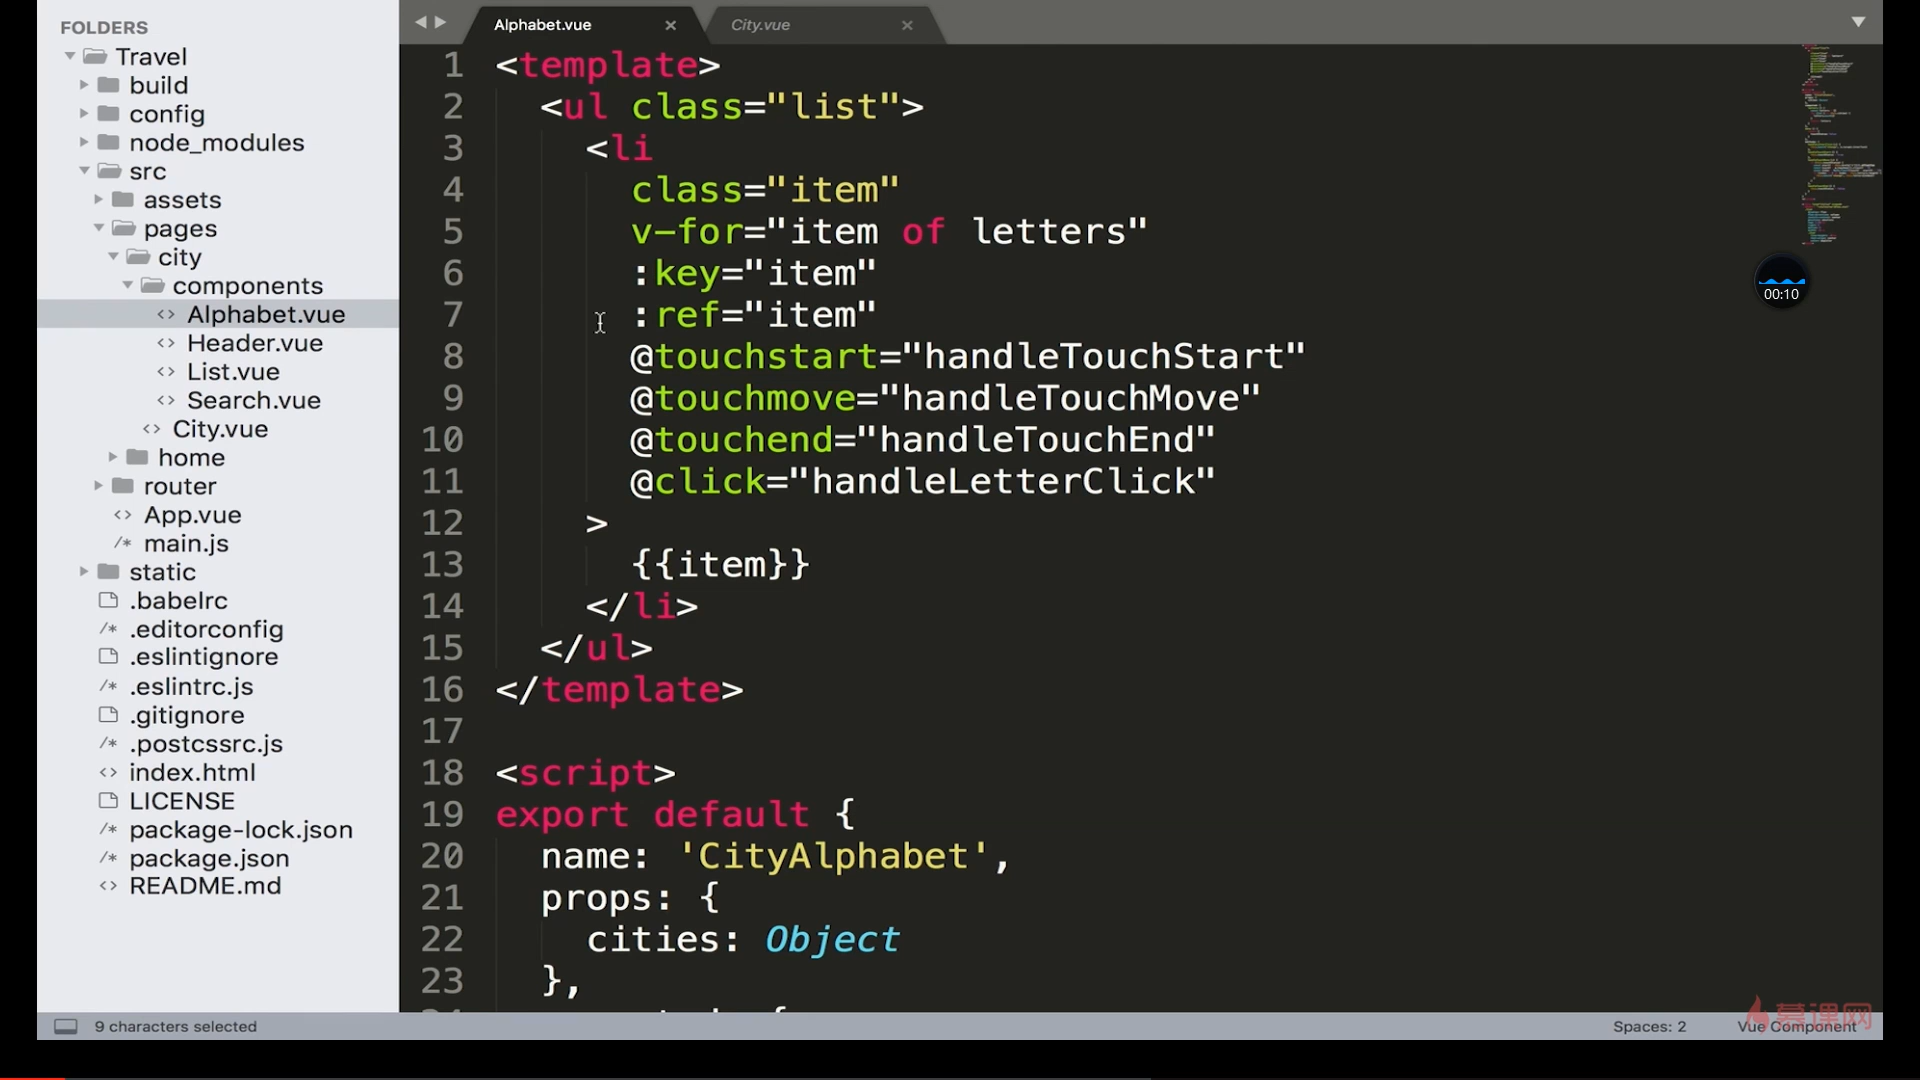 FOLDERS
Travel
build
config
node_modules
src
assets
pages
city
components
Alphabet.vue
Header.vue
List.vue
Search.vue
City.vue
home
router
App.vue
main.js
static
.babelrc
.editorconfig
.eslintignore
.eslintrc.js
.gitignore
.postcssrc.js
index.html
LICENSE
package-lock.json
package.json
README.md
Alphabet.vue
City.vue
1 <template>
2 <ul class="list">
3 <li
4 class="item"
5 v-for="item of letters"
6 :key="item"
7 :ref="item"
8 @touchstart="handleTouchStart"
9 @touchmove="handleTouchMove"
10 @touchend="handleTouchEnd"
11 @click="handleLetterClick"
12 >
13 {{item}}
14 </li>
15 </ul>
16 </template>
17
18 <script>
19 export default {
20 name: 'CityAlphabet',
21 props: {
22 cities: Object
23 },
00:10
慕课网
9 characters selected
Spaces: 2
Vue Component